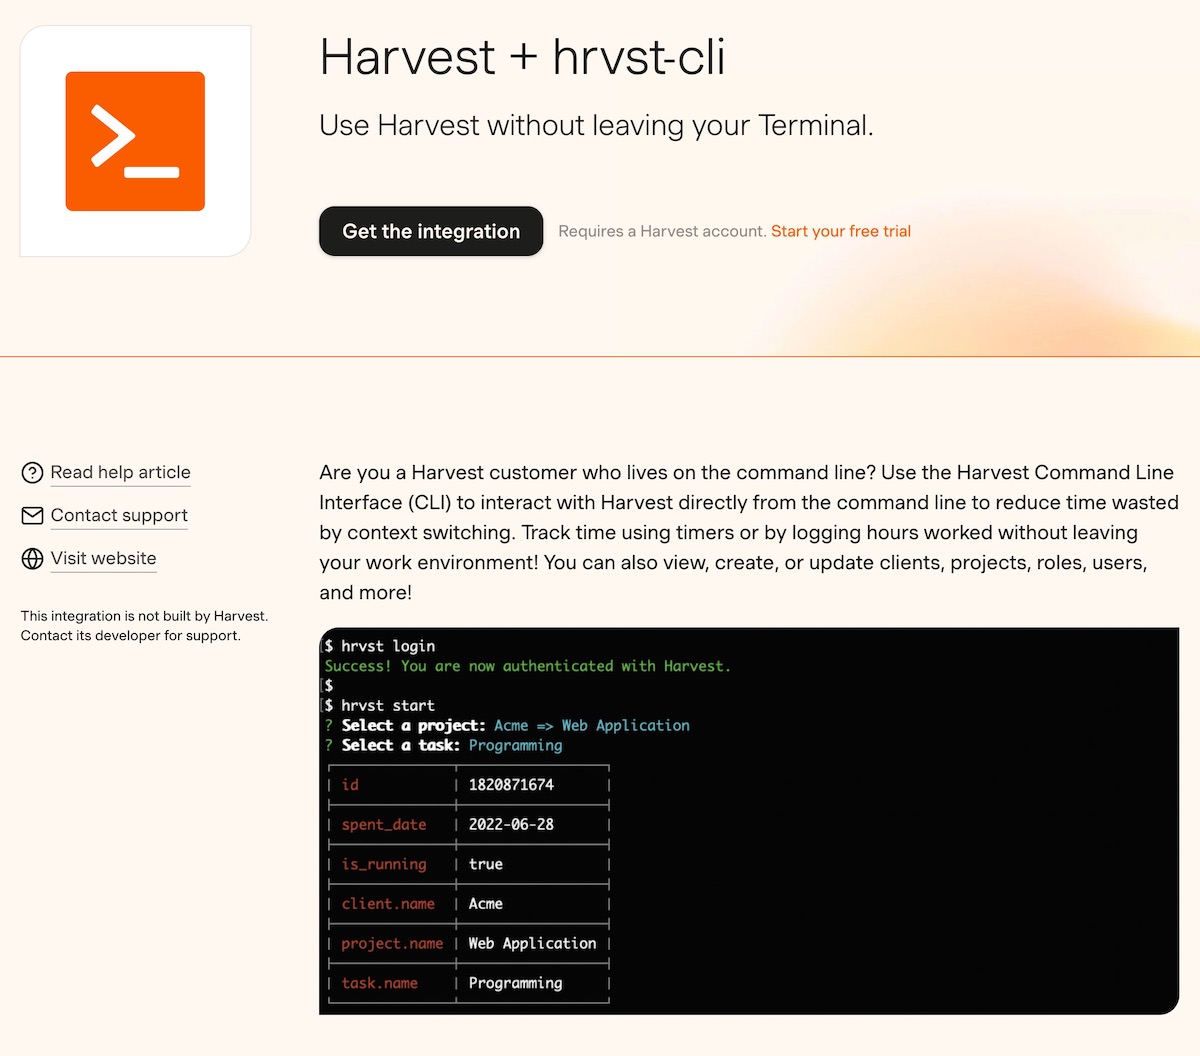 Harvest + hrvst-cli
Use Harvest without leaving your Terminal.
Get the integration
Requires a Harvest account. Start your free trial
Read help article
Contact support
Visit website
This integration is not built by Harvest.
Contact its developer for support.
Are you a Harvest customer who lives on the command line? Use the Harvest Command Line
Interface (CLI) to interact with Harvest directly from the command line to reduce time wasted
by context switching. Track time using timers or by logging hours worked without leaving
your work environment! You can also view, create, or update clients, projects, roles, users,
and more!
[$ hrvst login
Success! You are now authenticated with Harvest.
[$
[$ hrvst start
? Select a project: Acme => Web Application
? Select a task: Programming
| id | 1820871674 |
| spent_date | 2022-06-28 |
| is_running | true |
| client.name | Acme |
| project.name | Web Application |
| task.name | Programming |